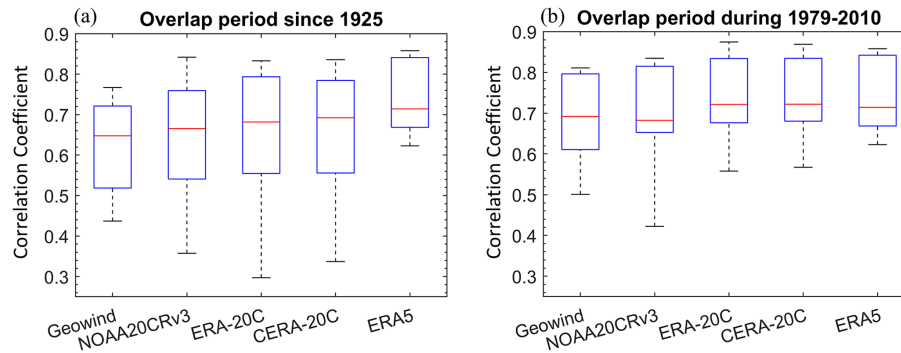 (a) Overlap period since 1925
0.9
0.8
0.7
0.6
0.5
0.4
0.3
Correlation Coefficient
Geowind
NOAA20CRv3
ERA-20C
CERA-20C
ERA5
(b) Overlap period during 1979-2010
0.9
0.8
0.7
0.6
0.5
0.4
0.3
Correlation Coefficient
Geowind
NOAA20CRv3
ERA-20C
CERA-20C
ERA5